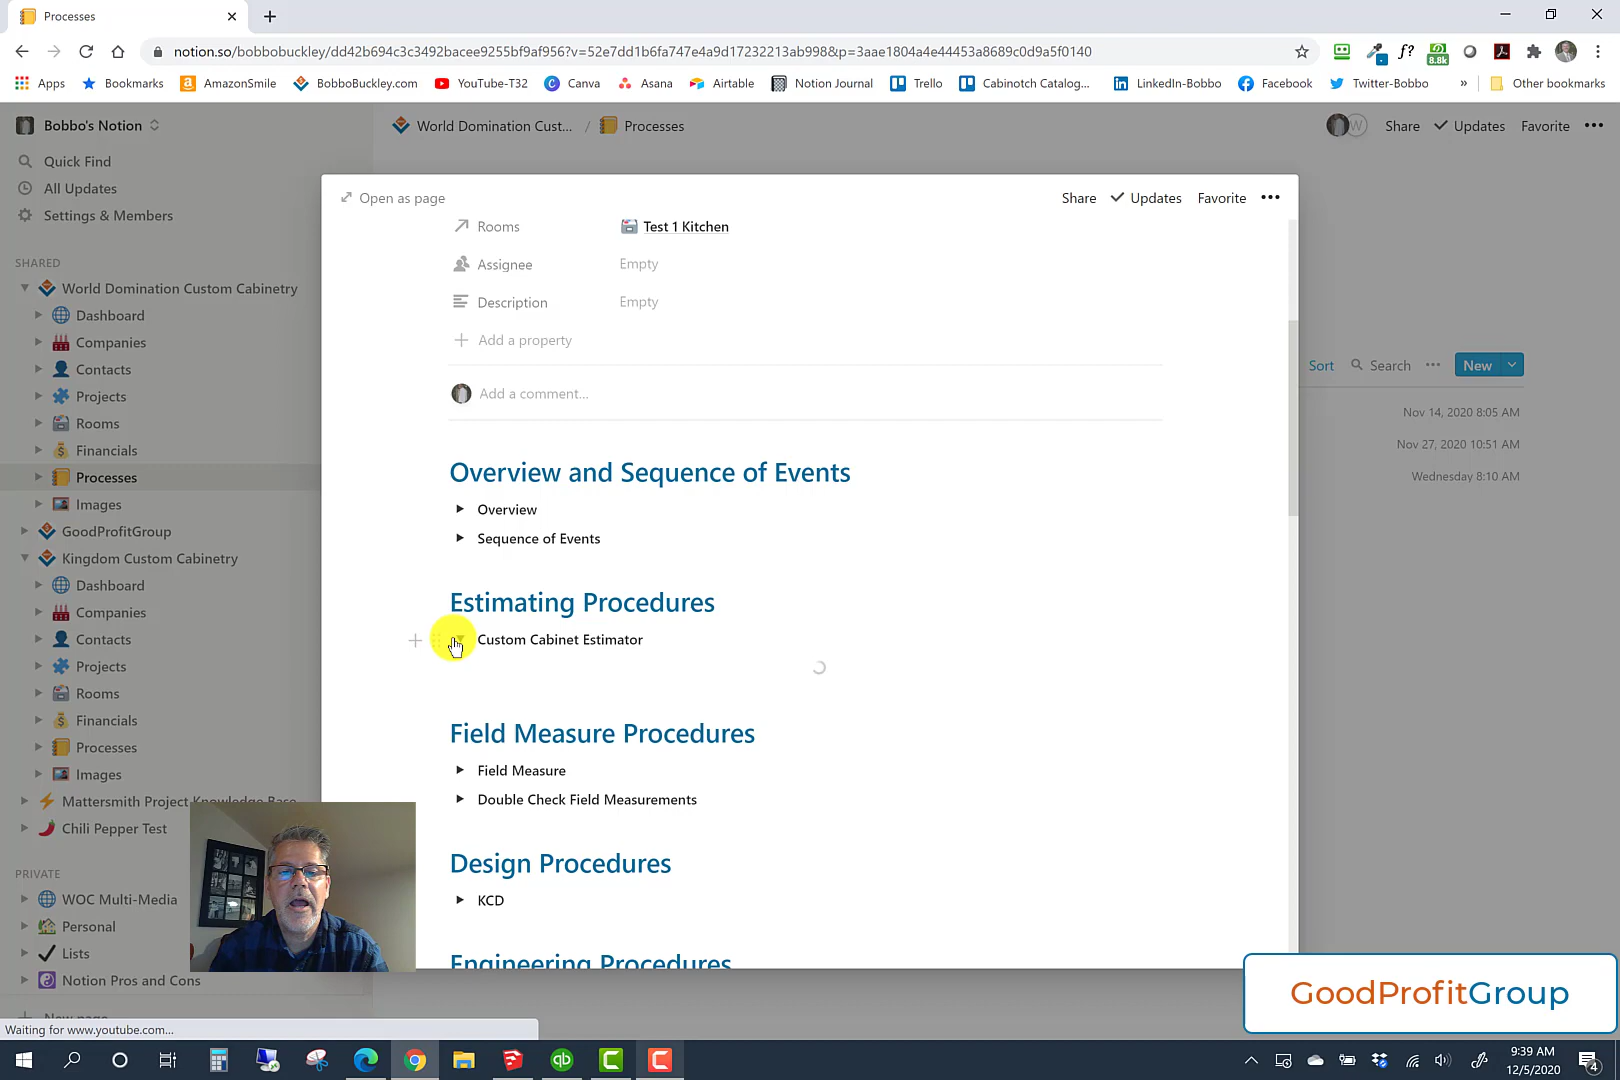 Processes
notion.so/bobbobuckley/dd42b694c3c3492bacee9255bf9af956?v=52e7dd1b6fa747e4a9d17232213ab998&p=3aae1804a4e44453a8689c0d9a5f0140
f?
8.8k
Apps
Bookmarks
AmazonSmile
BobboBuckley.com
YouTube-T32
Canva
Asana
Airtable
Notion Journal
Trello
Cabinotch Catalog...
LinkedIn-Bobbo
Facebook
Twitter-Bobbo
»
Other bookmarks
Bobbo's Notion
World Domination Cust... / Processes
W
Share
Updates
Favorite
Quick Find
All Updates
Settings & Members
SHARED
World Domination Custom Cabinetry
Dashboard
Companies
Contacts
Projects
Rooms
Financials
Processes
Images
GoodProfitGroup
Kingdom Custom Cabinetry
Dashboard
Companies
Contacts
Projects
Rooms
Financials
Processes
Images
Mattersmith Project Knowledge Base
Chili Pepper Test
PRIVATE
WOC Multi-Media
Personal
Lists
Notion Pros and Cons
New page
Waiting for www.youtube.com...
Open as page
Share
Updates
Favorite
Rooms
Test 1 Kitchen
Assignee
Empty
Description
Empty
Add a property
Add a comment...
Overview and Sequence of Events
Overview
Sequence of Events
Estimating Procedures
Custom Cabinet Estimator
Field Measure Procedures
Field Measure
Double Check Field Measurements
Design Procedures
KCD
Engineering Procedures
Sort
Search
New
Nov 14, 2020 8:05 AM
Nov 27, 2020 10:51 AM
Wednesday 8:10 AM
GoodProfitGroup
qb
C
C
9:39 AM
12/5/2020
4